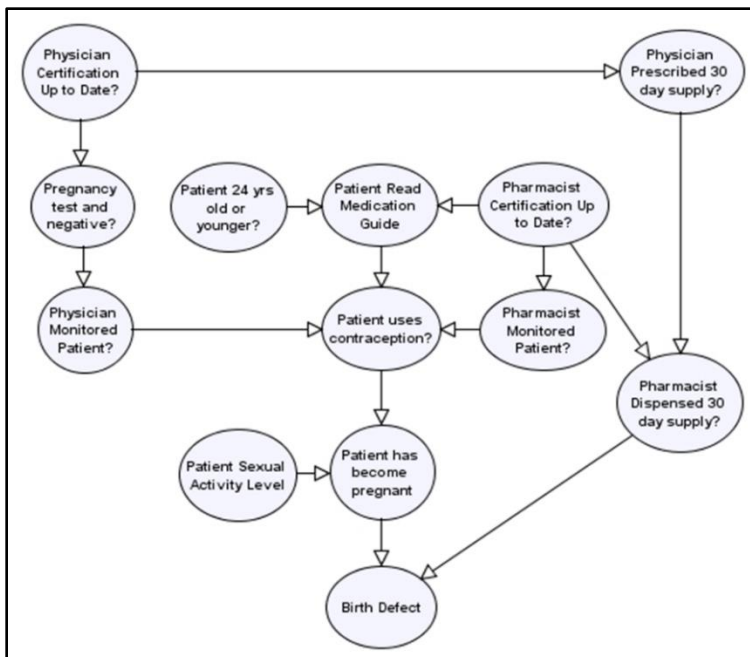 Physician
Certification
Up to Date?
Physician
Prescribed 30
day supply?
Pregnancy
test and
negative?
Patient 24 yrs
old or
younger?
Patient Read
Medication
Guide
Pharmacist
Certification Up
to Date?
Physician
Monitored
Patient?
Patient uses
contraception?
Pharmacist
Monitored
Patient?
Pharmacist
Dispensed 30
day supply?
Patient Sexual
Activity Level
Patient has
become
pregnant
Birth Defect